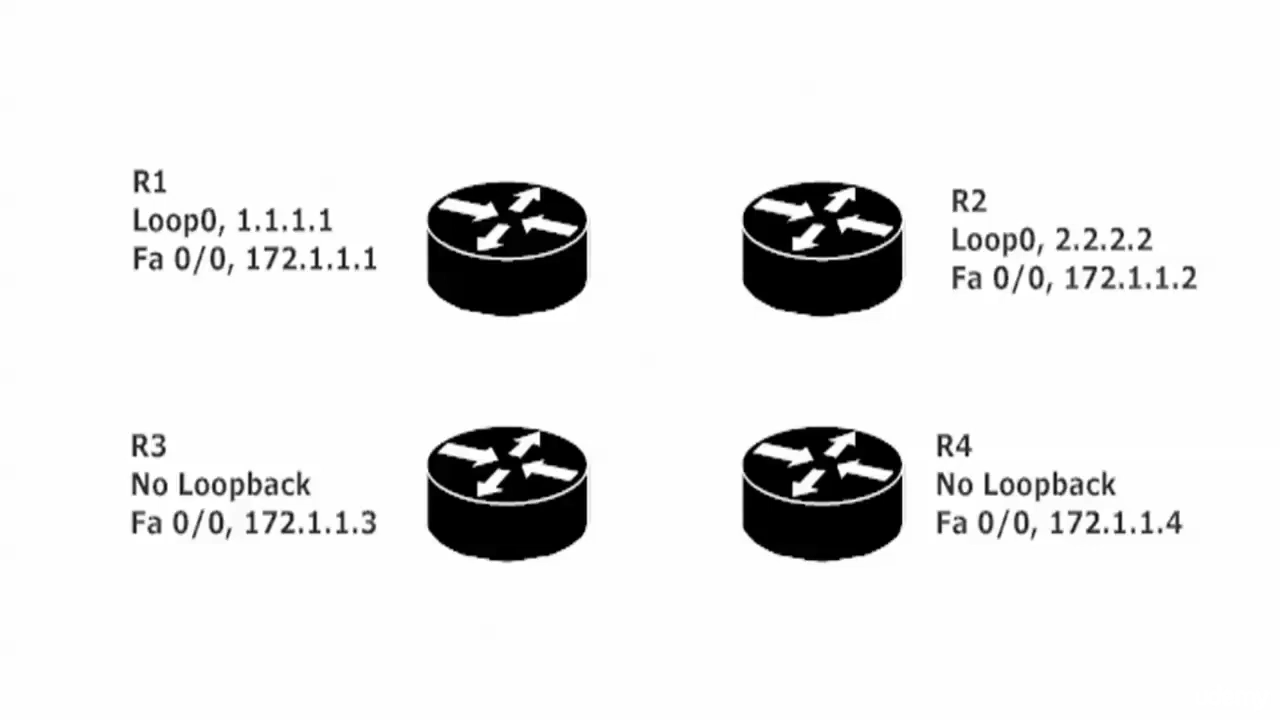 R1
Loop0, 1.1.1.1
Fa 0/0, 172.1.1.1
R2
Loop0, 2.2.2.2
Fa 0/0, 172.1.1.2
R3
No Loopback
Fa 0/0, 172.1.1.3
R4
No Loopback
Fa 0/0, 172.1.1.4